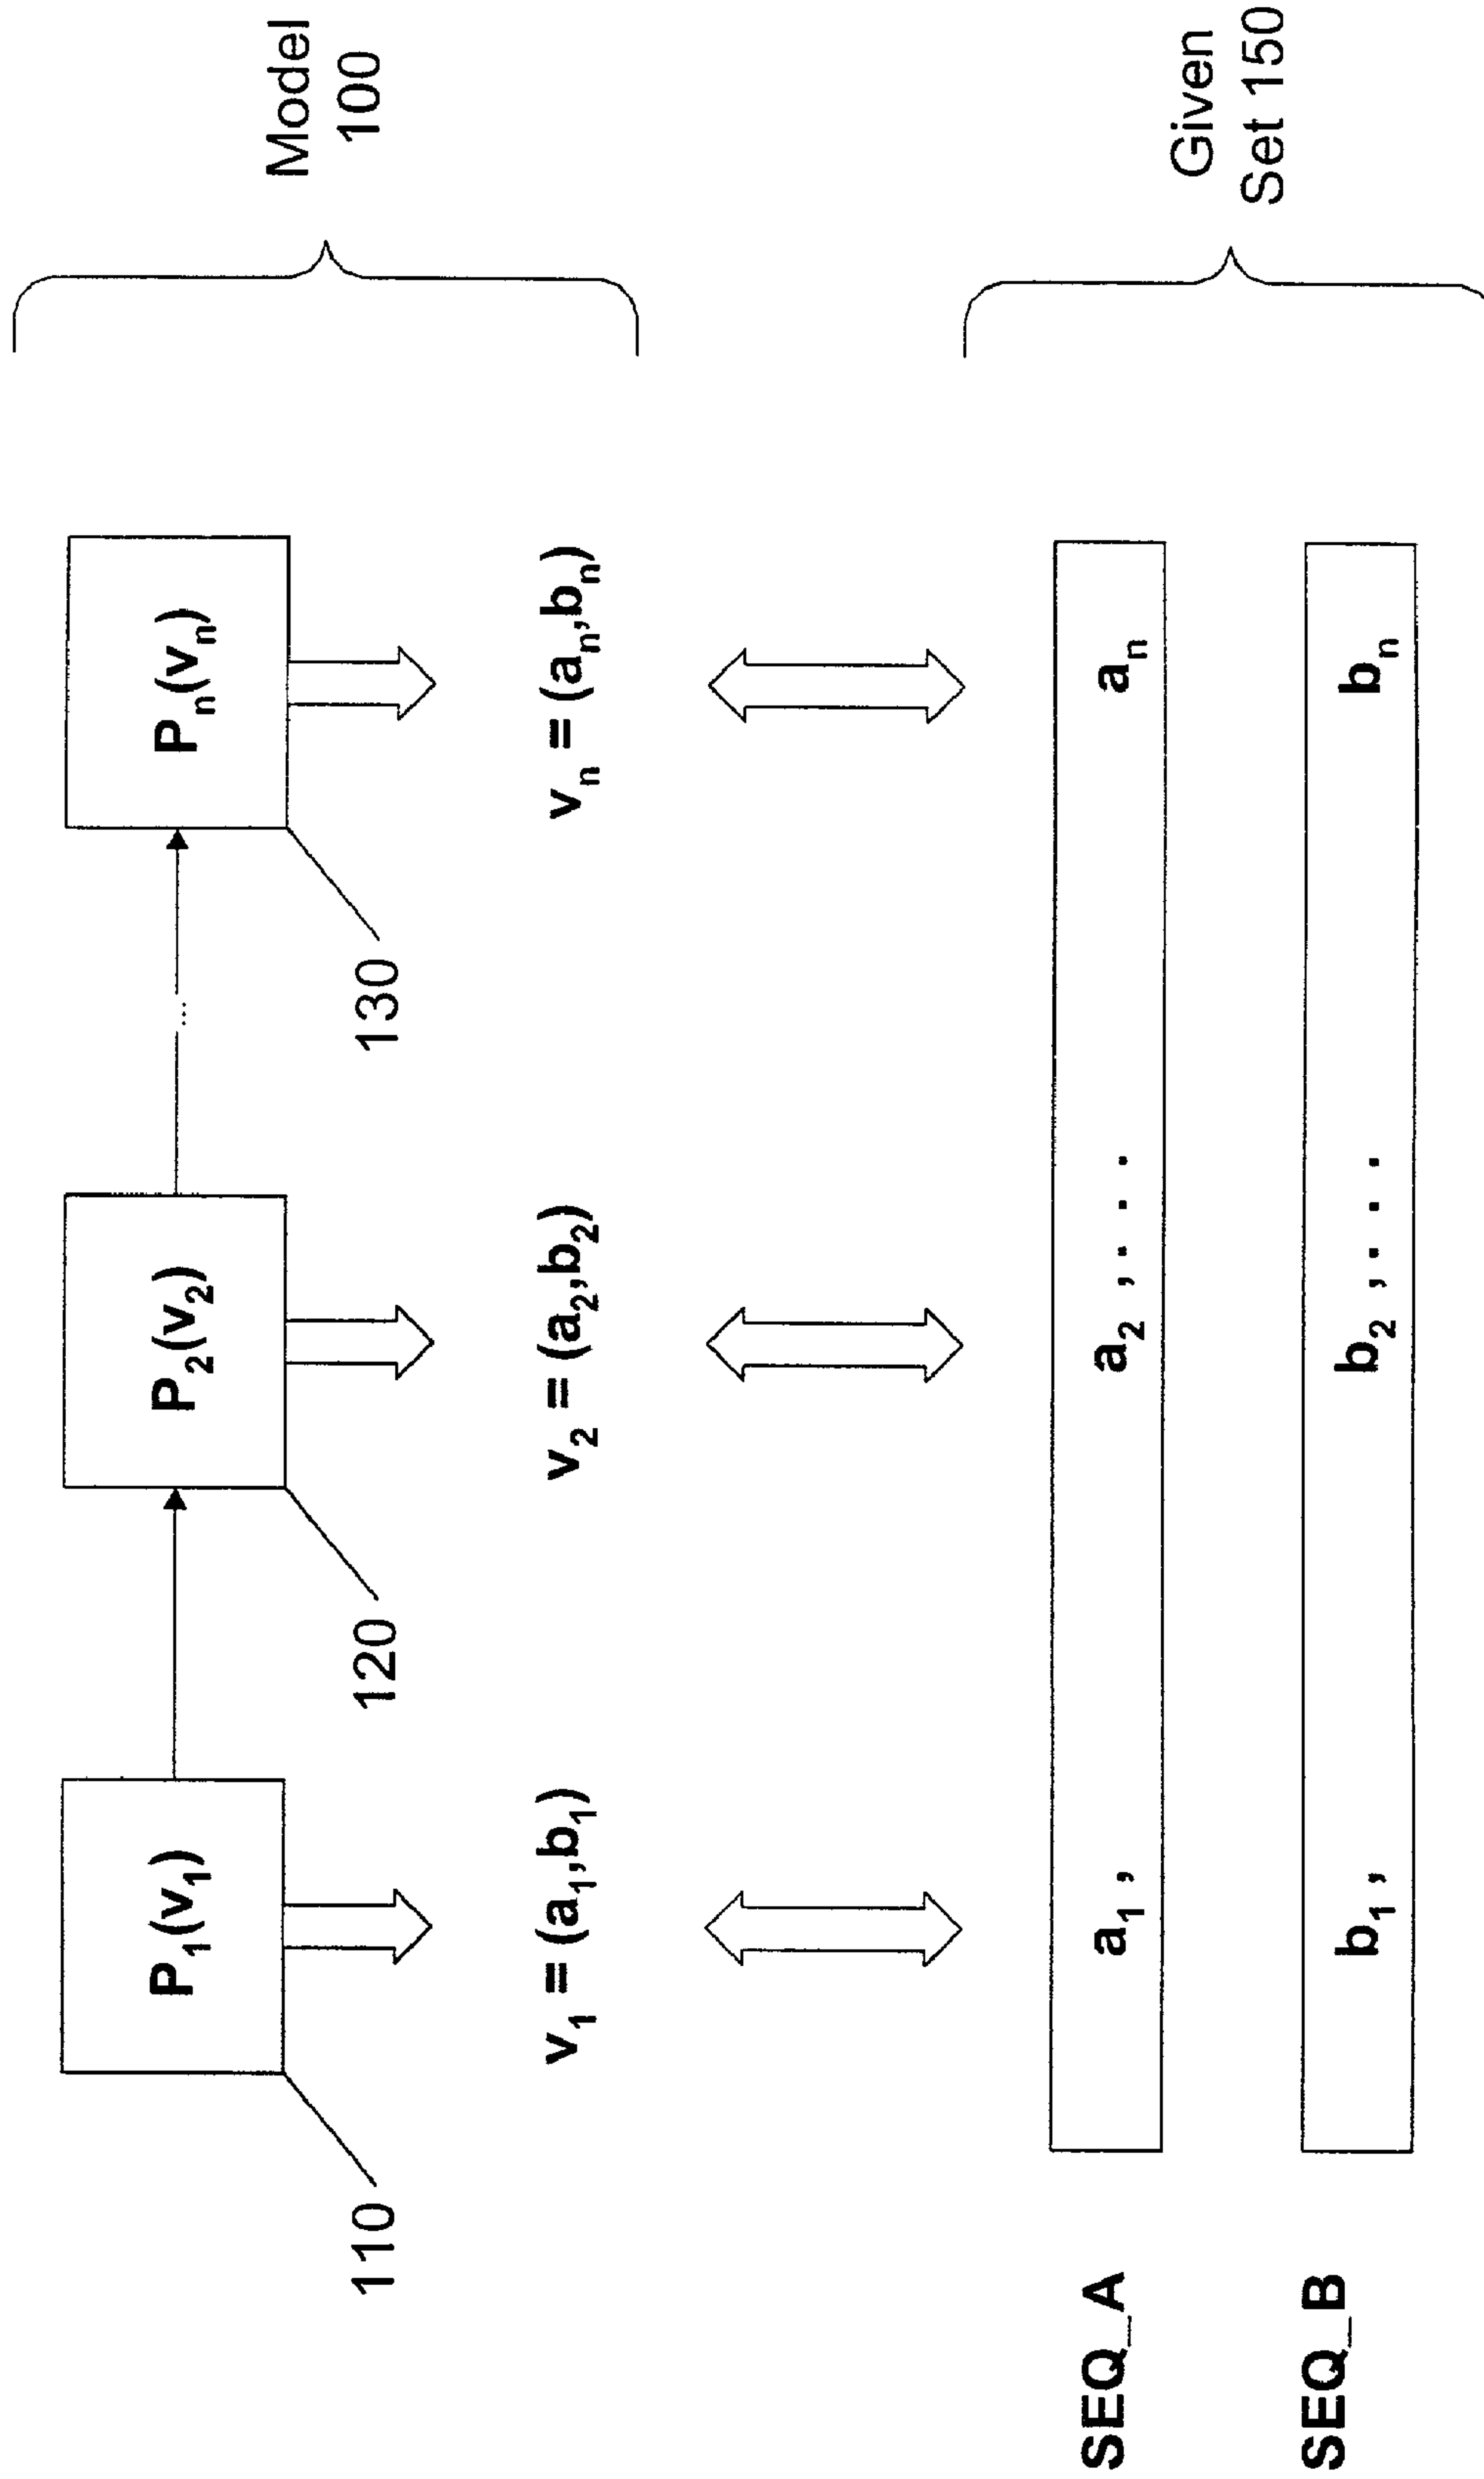 P₁(v₁)
P₂(v₂)
...
Pₙ(vₙ)
Model
100
110
120
130
v₁ = (a₁,b₁)
v₂ = (a₂,b₂)
vₙ = (aₙ,bₙ)
SEQ_A
a₁ , a₂ , . . . aₙ
Given
Set 150
SEQ_B
b₁ , b₂ , . . . bₙ